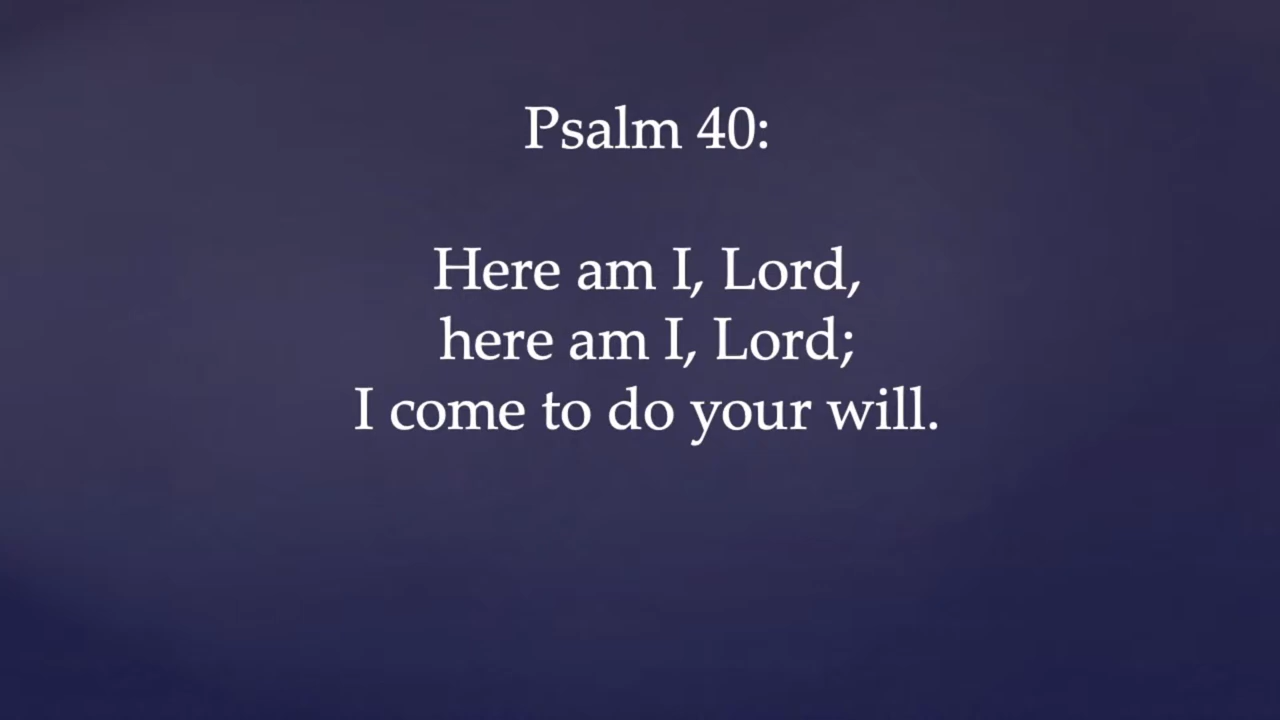 Psalm 40:
Here am I, Lord,
here am I, Lord;
I come to do your will.